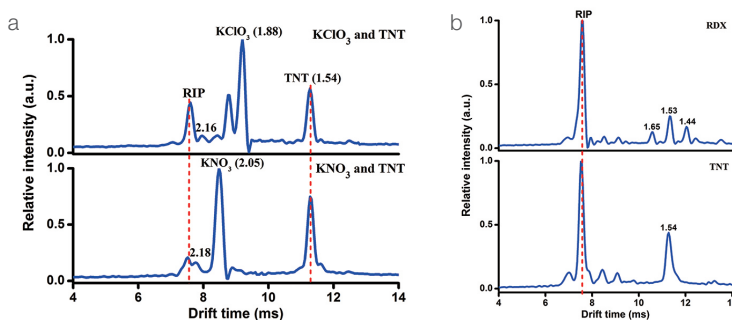 a
Relative intensity (a.u.)
1.0
0.5
0.0
KClO₃ (1.88)
KClO₃ and TNT
RIP
2.16
TNT (1.54)
1.0
0.5
0.0
KNO₃ (2.05)
KNO₃ and TNT
2.18
4 6 8 10 12 14
Drift time (ms)
b
Relative intensity (a.u.)
RIP
RDX
1.0
0.5
0.0
1.65
1.53
1.44
TNT
1.0
0.5
0.0
1.54
4 6 8 10 12 14
Drift time (ms)